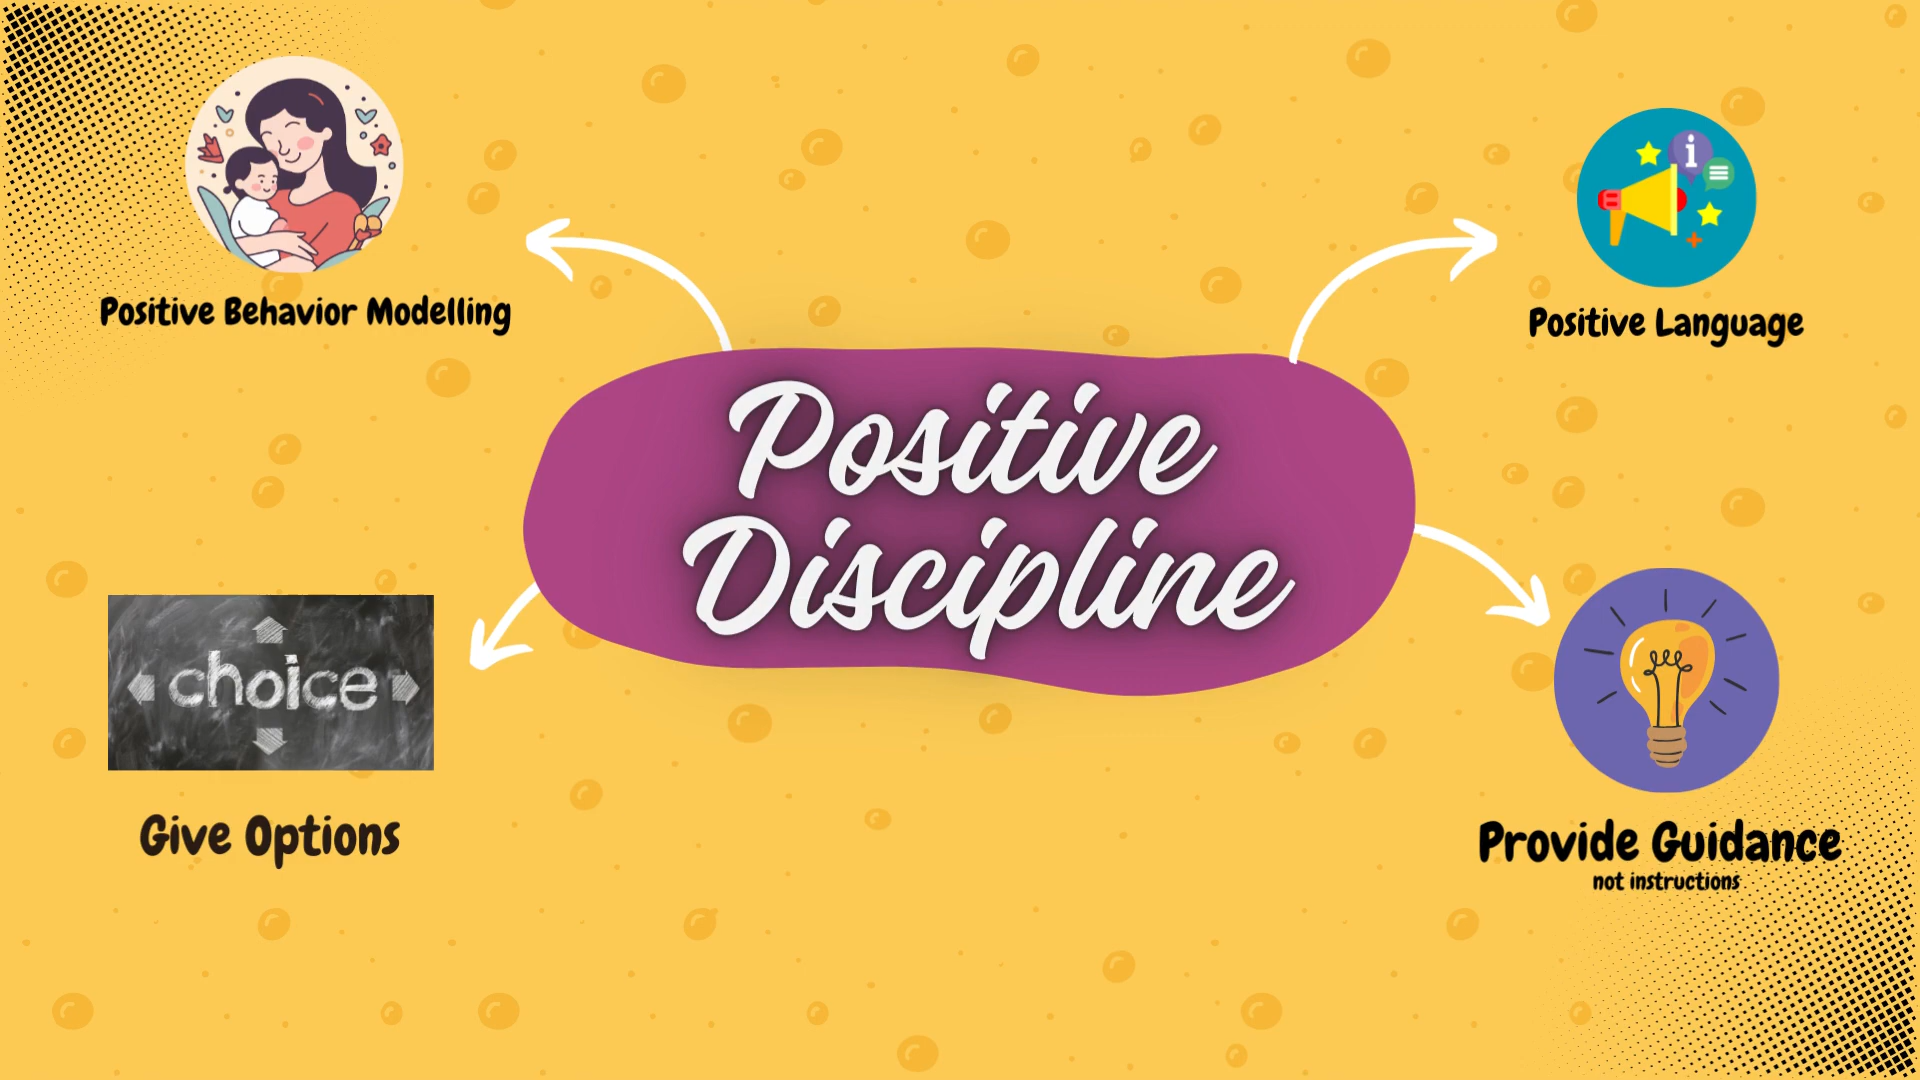 Positive Behavior Modelling
Positive Language
Positive
Discipline
choice
Give Options
i
Provide Guidance
not instructions